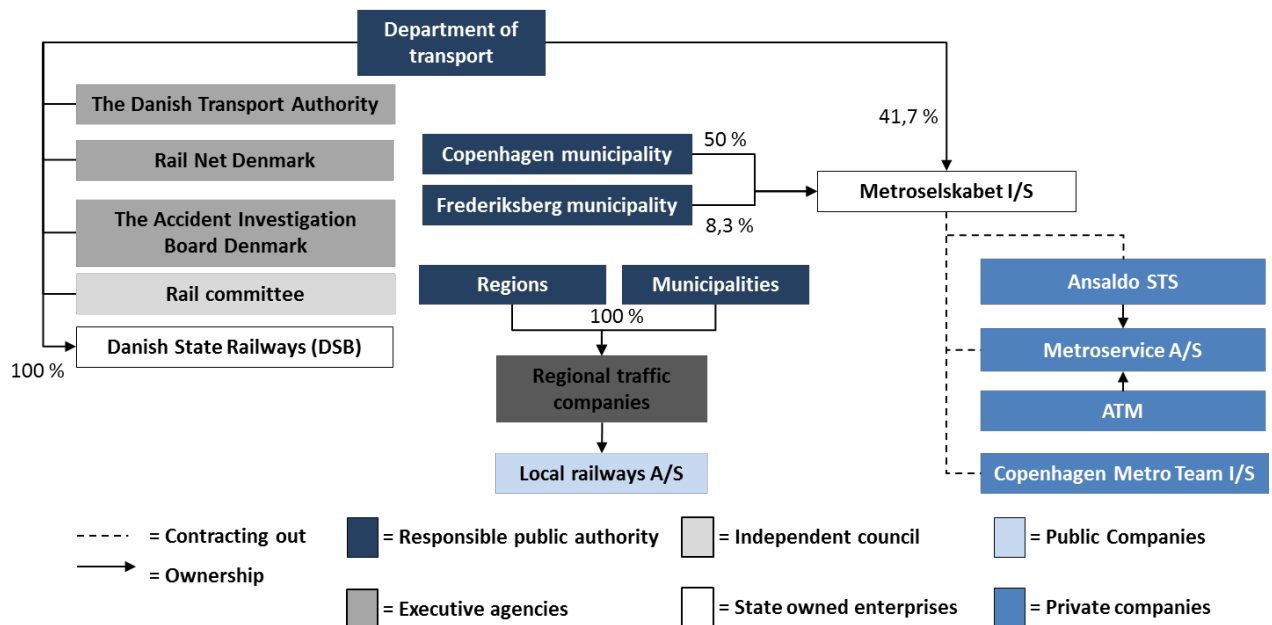 Department of
transport
The Danish Transport Authority
41,7 %
50 %
Rail Net Denmark
Copenhagen municipality
Metroselskabet I/S
Frederiksberg municipality
8,3 %
The Accident Investigation
Board Denmark
Rail committee
Regions
Municipalities
Ansaldo STS
100 %
Danish State Railways (DSB)
100 %
Metroservice A/S
Regional traffic
companies
ATM
Local railways A/S
Copenhagen Metro Team I/S
= Contracting out
= Responsible public authority
= Independent council
= Public Companies
= Ownership
= Executive agencies
= State owned enterprises
= Private companies